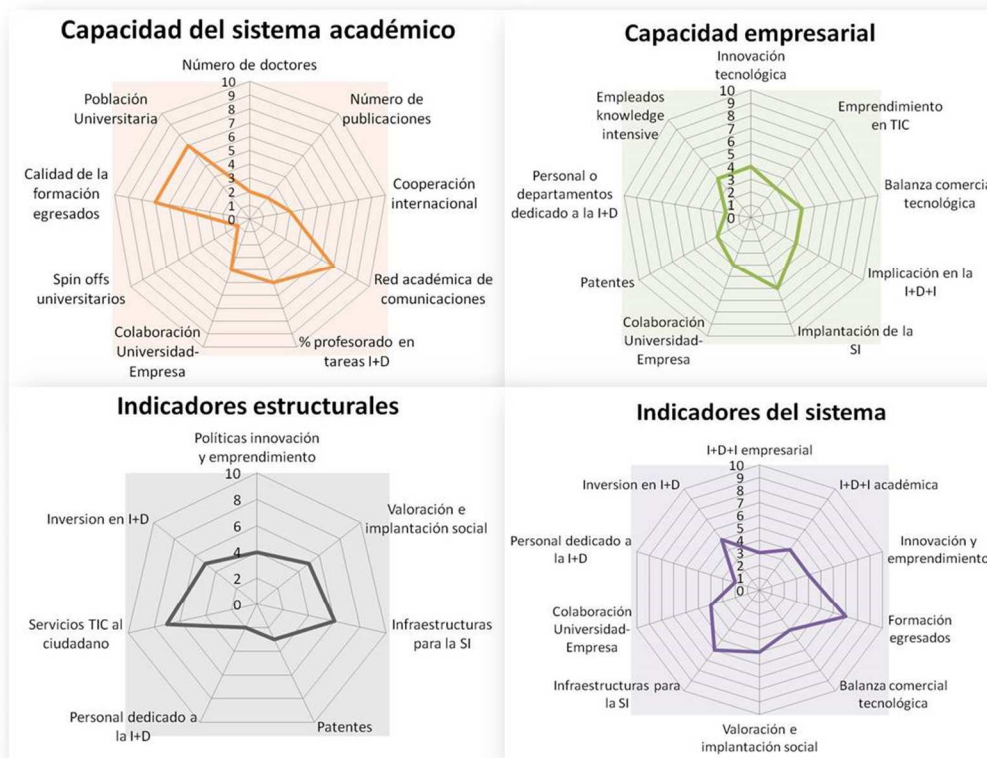 Capacidad del sistema académico
Número de doctores
10
9
8
7
6
5
4
3
2
1
0
Número de
publicaciones
Cooperación
internacional
Red académica de
comunicaciones
% profesorado en
tareas I+D
Colaboración
Universidad-
Empresa
Spin offs
universitarios
Calidad de la
formación
egresados
Población
Universitaria
Capacidad empresarial
Innovación
tecnológica
10
9
8
7
6
5
4
3
2
1
0
Emprendimiento
en TIC
Balanza comercia
tecnológica
Implicación en la
I+D+I
Implantación de la
SI
Colaboración
Universidad-
Empresa
Patentes
Personal o
departamentos
dedicado a la I+D
Empleados
knowledge
intensive
Indicadores estructurales
Políticas innovación
y emprendimiento
10
8
6
4
2
0
Valoración e
implantación social
Infraestructuras
para la SI
Patentes
Personal dedicado a
la I+D
Servicios TIC al
ciudadano
Inversion en I+D
Indicadores del sistema
I+D+I empresarial
10
9
8
7
6
5
4
3
2
1
0
I+D+I académica
Innovación y
emprendimiento
Formación
egresados
Balanza comercial
tecnológica
Valoración e
implantación social
Infraestructuras para
la SI
Colaboración
Universidad-
Empresa
Personal dedicado a
la I+D
Inversion en I+D